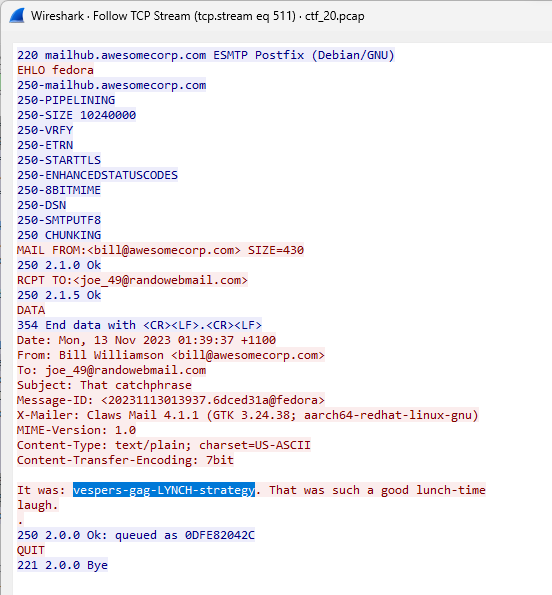 Wireshark · Follow TCP Stream (tcp.stream eq 511) · ctf_20.pcap
220 mailhub.awesomecorp.com ESMTP Postfix (Debian/GNU)
EHLO fedora
250-mailhub.awesomecorp.com
250-PIPELINING
250-SIZE 10240000
250-VRFY
250-ETRN
250-STARTTLS
250-ENHANCEDSTATUSCODES
250-8BITMIME
250-DSN
250-SMTPUTF8
250 CHUNKING
MAIL FROM:<bill@awesomecorp.com> SIZE=430
250 2.1.0 Ok
RCPT TO:<joe_49@randowebmail.com>
250 2.1.5 Ok
DATA
354 End data with <CR><LF>.<CR><LF>
Date: Mon, 13 Nov 2023 01:39:37 +1100
From: Bill Williamson <bill@awesomecorp.com>
To: joe_49@randowebmail.com
Subject: That catchphrase
Message-ID: <20231113013937.6dced31a@fedora>
X-Mailer: Claws Mail 4.1.1 (GTK 3.24.38; aarch64-redhat-linux-gnu)
MIME-Version: 1.0
Content-Type: text/plain; charset=US-ASCII
Content-Transfer-Encoding: 7bit

It was: vespers-gag-LYNCH-strategy. That was such a good lunch-time
laugh.
.
250 2.0.0 Ok: queued as 0DFE82042C
QUIT
221 2.0.0 Bye